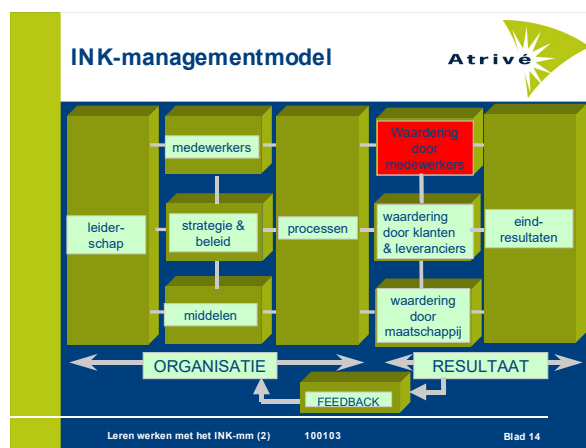 INK-managementmodel
Atrivé
medewerkers
Waardering
door
medewerkers
leider-
schap
strategie &
beleid
processen
waardering
door klanten
& leveranciers
eind-
resultaten
middelen
waardering
door
maatschappij
ORGANISATIE
RESULTAAT
FEEDBACK
Leren werken met het INK-mm (2) 100103 Blad 14